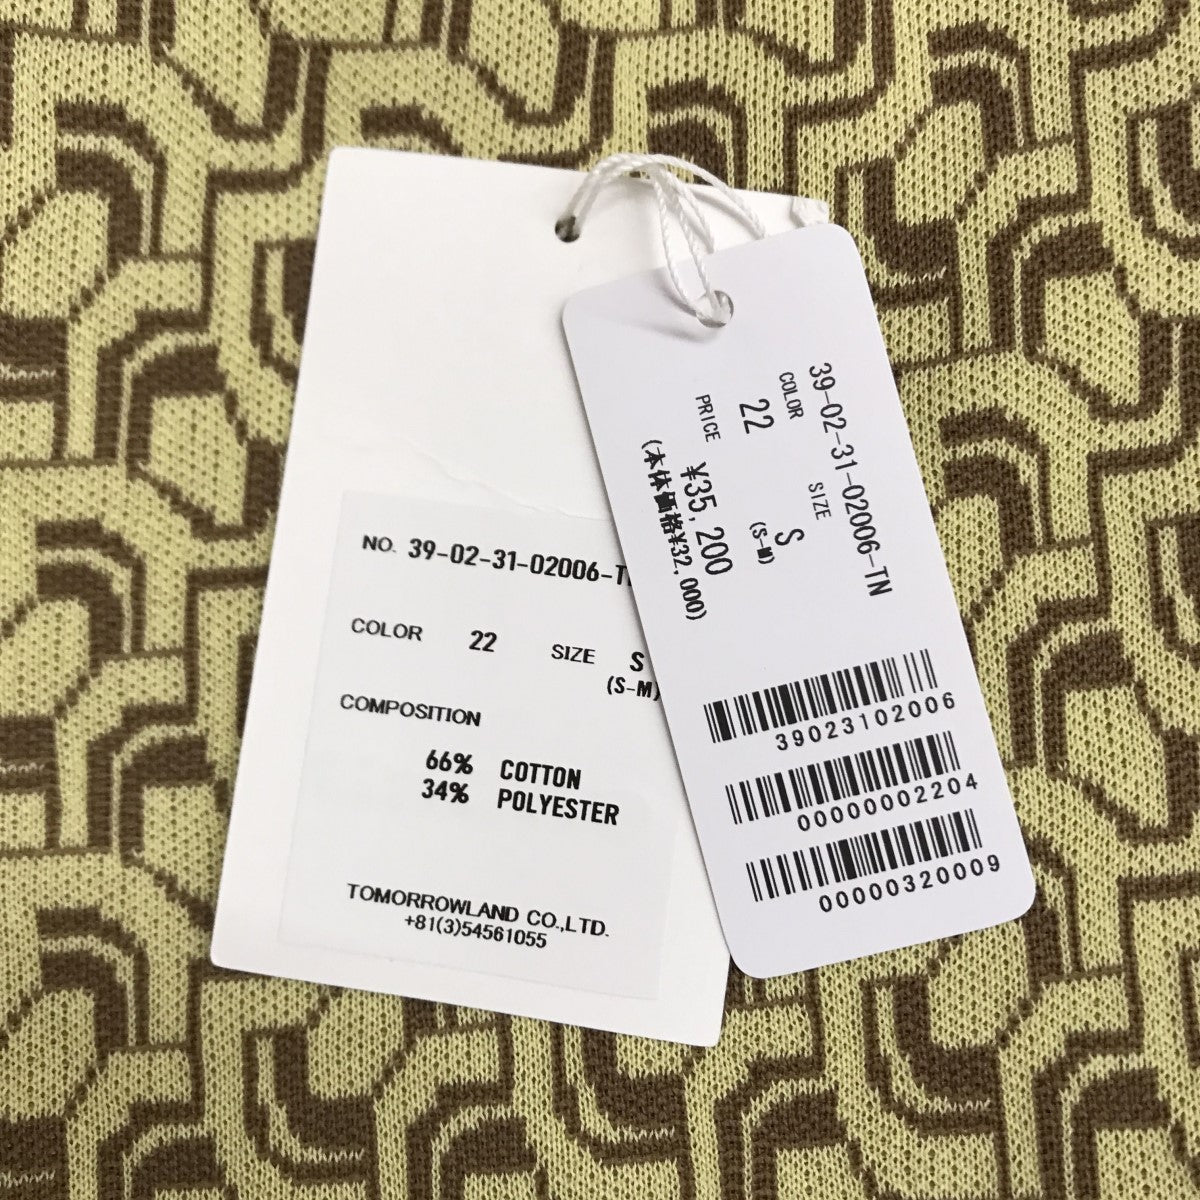 NO. 39-02-31-02006-T
COLOR 22 SIZE S
(S-M)
COMPOSITION
66% COTTON
34% POLYESTER
TOMORROWLAND CO.,LTD.
+81(3)54561055
39-02-31-02006-TN
COLOR SIZE
22 S
(S-M)
PRICE ¥35,200
(本体価格¥32,000)
39023102006
00000002204
00000320009